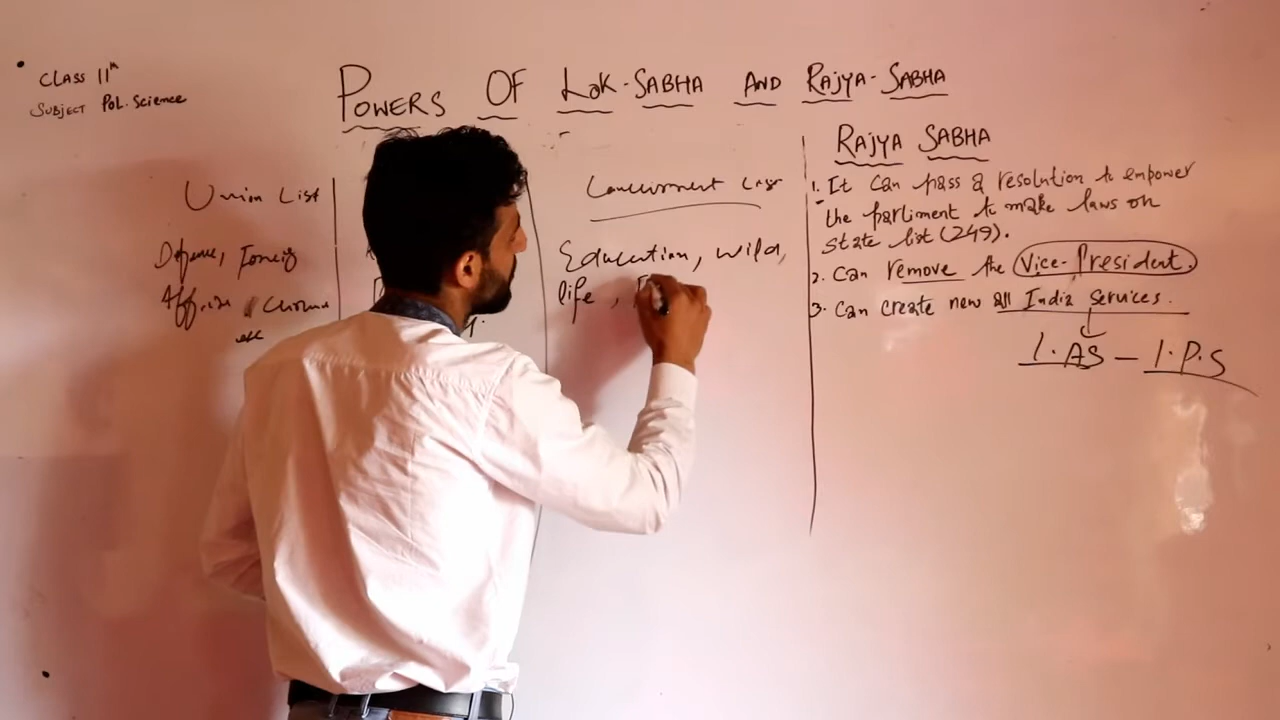 CLASS 11th
SUBJECT POL. SCIENCE
POWERS OF LOK-SABHA AND RAJYA-SABHA
Union List
Defence, Foreig
etc
Concurrent List
Education, wild,
life ,
RAJYA SABHA
1. It can pass a resolution to empower
the parliment to make laws on
state list (249).
2. Can remove the Vice-President.
3. Can create new all India Services.
I.AS - I.P.S